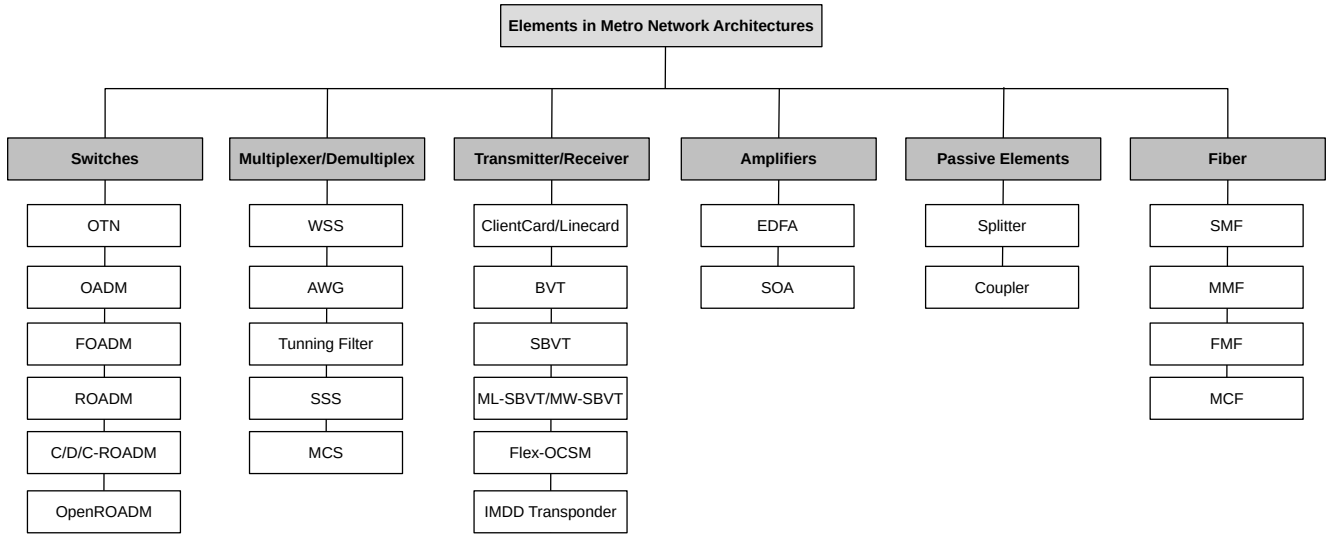 Elements in Metro Network Architectures
Switches
OTN
OADM
FOADM
ROADM
C/D/C-ROADM
OpenROADM
Multiplexer/Demultiplex
WSS
AWG
Tunning Filter
SSS
MCS
Transmitter/Receiver
ClientCard/Linecard
BVT
SBVT
ML-SBVT/MW-SBVT
Flex-OCSM
IMDD Transponder
Amplifiers
EDFA
SOA
Passive Elements
Splitter
Coupler
Fiber
SMF
MMF
FMF
MCF